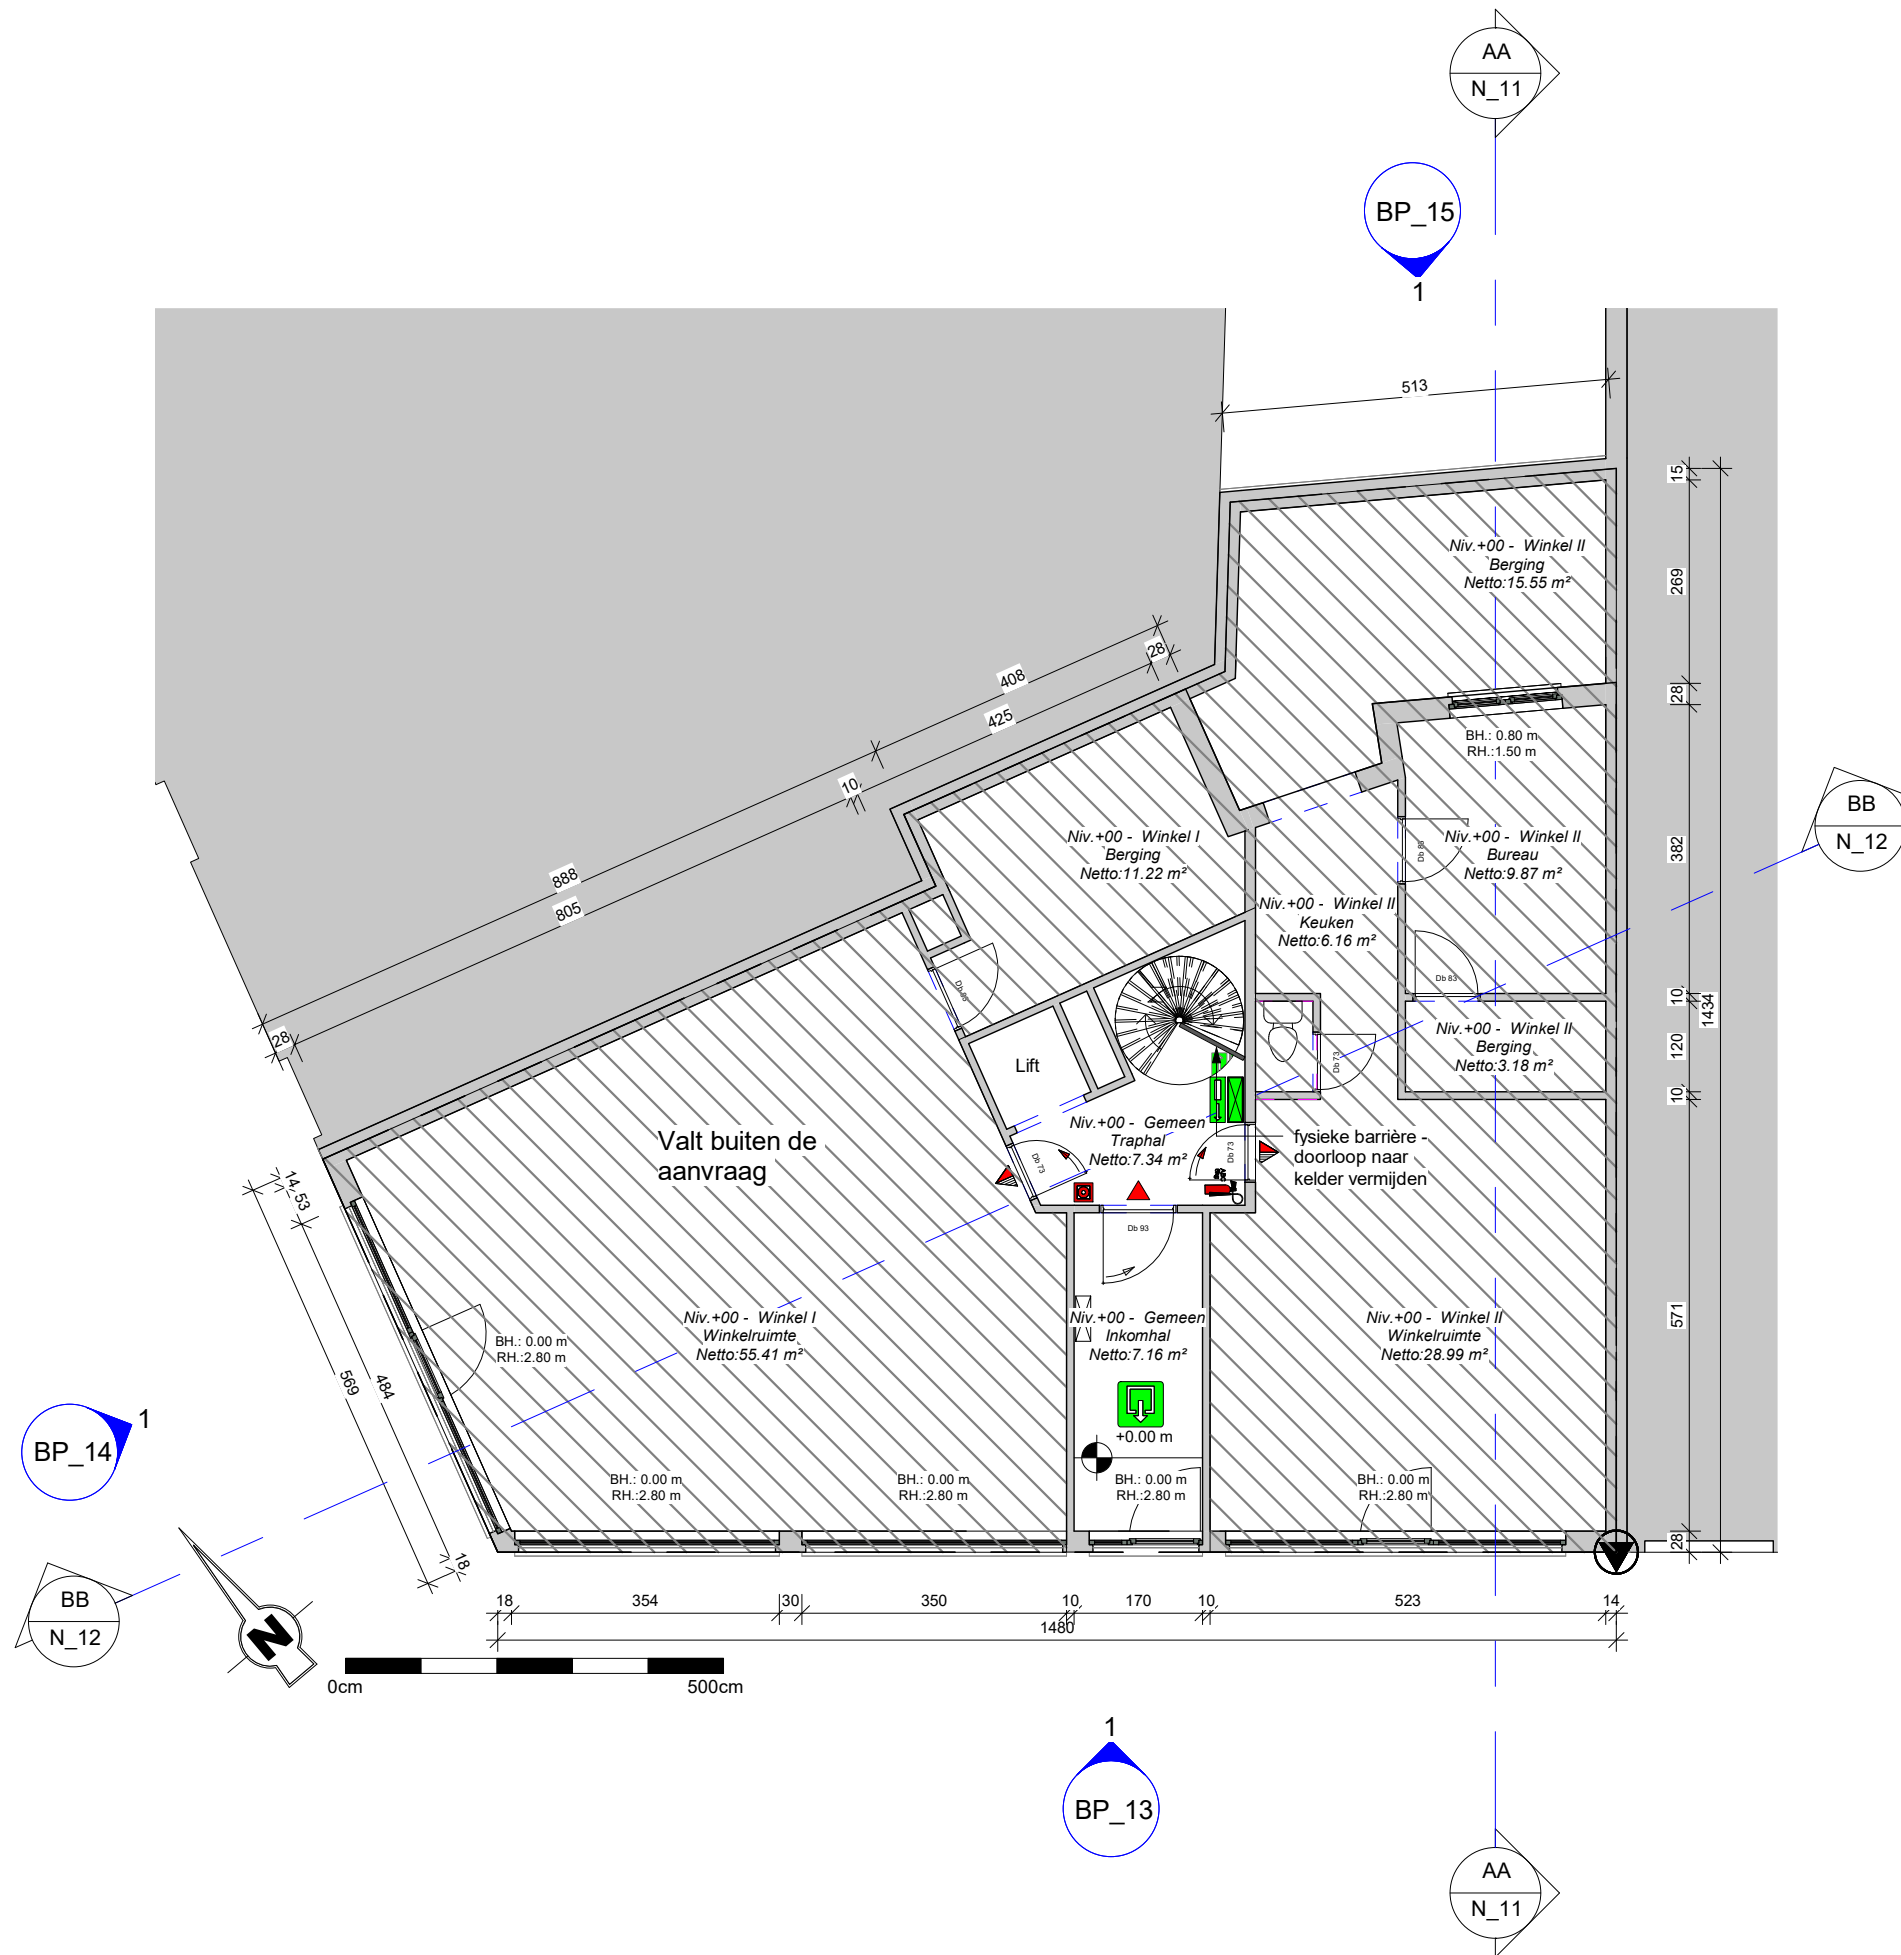 AA
N_11
BP_15
1
513
15
269
28
382
10
120
10
571
28
1434
Niv.+00 - Winkel II
Berging
Netto:15.55 m²
408
28
425
10
888
805
28
BH.: 0.80 m
RH.:1.50 m
BB
N_12
Niv.+00 - Winkel I
Berging
Netto:11.22 m²
Niv.+00 - Winkel II
Bureau
Netto:9.87 m²
Niv.+00 - Winkel II
Keuken
Netto:6.16 m²
Db 83
Niv.+00 - Winkel II
Berging
Netto:3.18 m²
Lift
Db 73
Niv.+00 - Gemeen
Traphal
Netto:7.34 m²
Db 73
Db 73
fysieke barrière -
doorloop naar
kelder vermijden
Valt buiten de
aanvraag
Db 93
14
53
569
484
18
BH.: 0.00 m
RH.:2.80 m
Niv.+00 - Winkel I
Winkelruimte
Netto:55.41 m²
Niv.+00 - Gemeen
Inkomhal
Netto:7.16 m²
Niv.+00 - Winkel II
Winkelruimte
Netto:28.99 m²
+0.00 m
BH.: 0.00 m
RH.:2.80 m
BH.: 0.00 m
RH.:2.80 m
BH.: 0.00 m
RH.:2.80 m
BH.: 0.00 m
RH.:2.80 m
BP_14
1
BB
N_12
N
18
354
30
350
10
170
10
523
14
1480
0cm
500cm
1
BP_13
AA
N_11